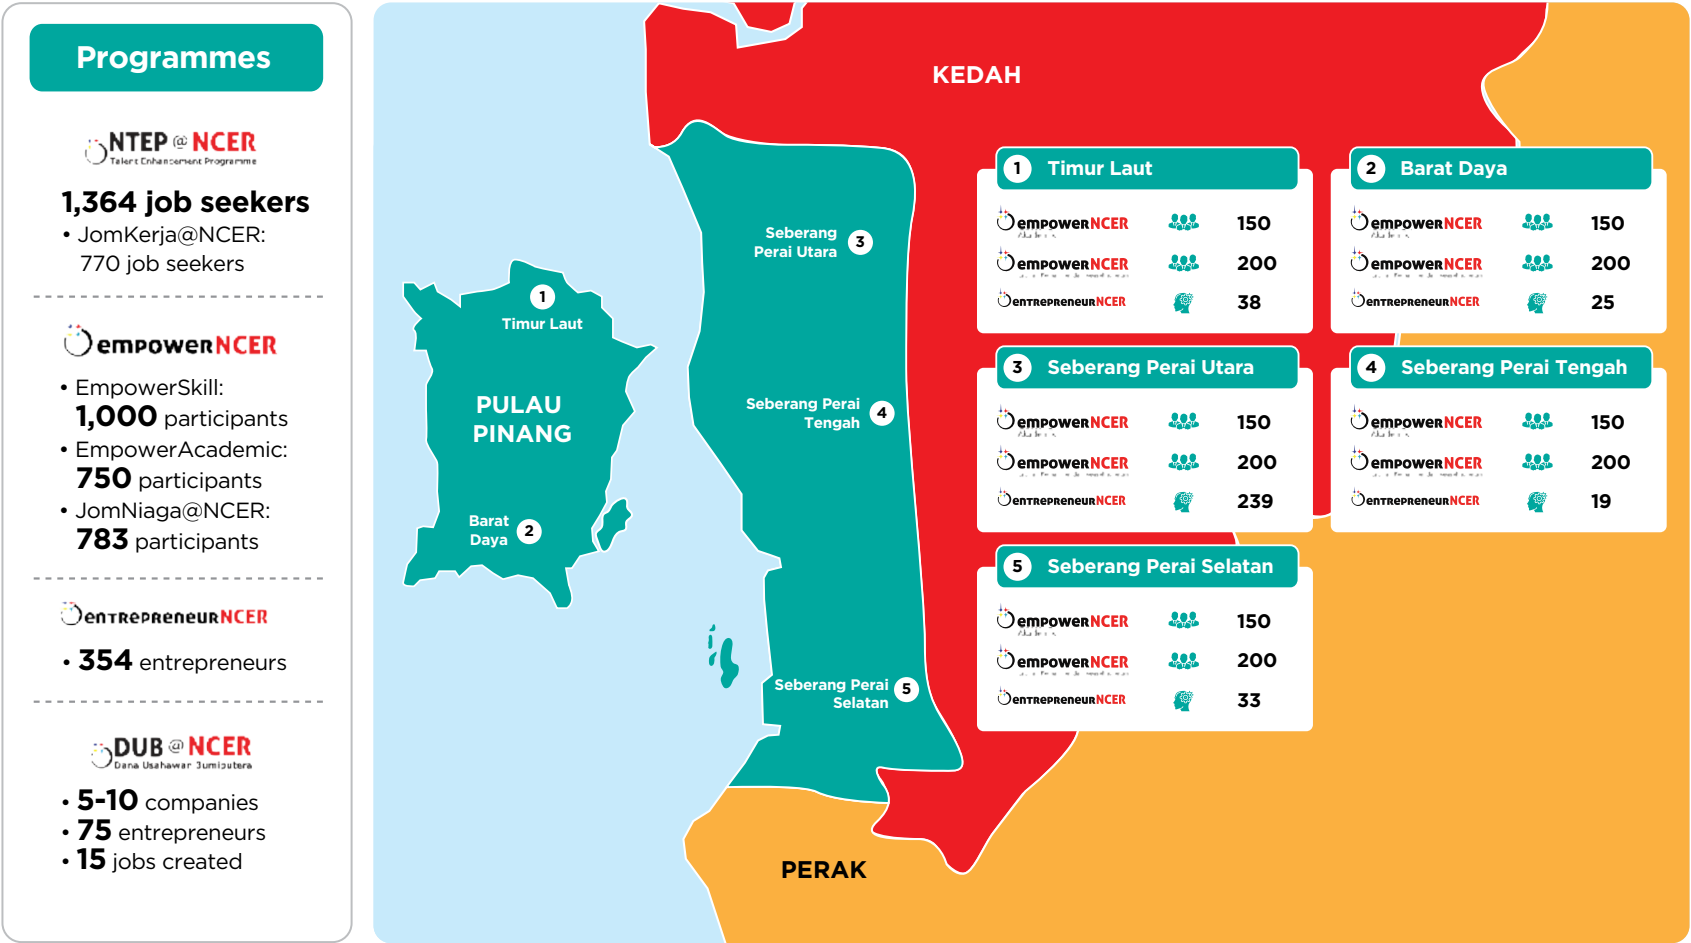 Programmes
NTEP @ NCER
Talent Enhancement Programme
1,364 job seekers
• JomKerja@NCER:
770 job seekers
empowerNCER
• EmpowerSkill:
1,000 participants
• EmpowerAcademic:
750 participants
• JomNiaga@NCER:
783 participants
entrepreneurNCER
• 354 entrepreneurs
DUB @ NCER
Dana Usahawan Bumiputera
• 5-10 companies
• 75 entrepreneurs
• 15 jobs created
KEDAH
Seberang
Perai Utara
3
1
Timur Laut
PULAU
PINANG
Seberang Perai
Tengah
4
Barat
Daya
2
Seberang Perai
Selatan
5
PERAK
1 Timur Laut
empowerNCER 150
empowerNCER 200
entrepreneurNCER 38
2 Barat Daya
empowerNCER 150
empowerNCER 200
entrepreneurNCER 25
3 Seberang Perai Utara
empowerNCER 150
empowerNCER 200
entrepreneurNCER 239
4 Seberang Perai Tengah
empowerNCER 150
empowerNCER 200
entrepreneurNCER 19
5 Seberang Perai Selatan
empowerNCER 150
empowerNCER 200
entrepreneurNCER 33